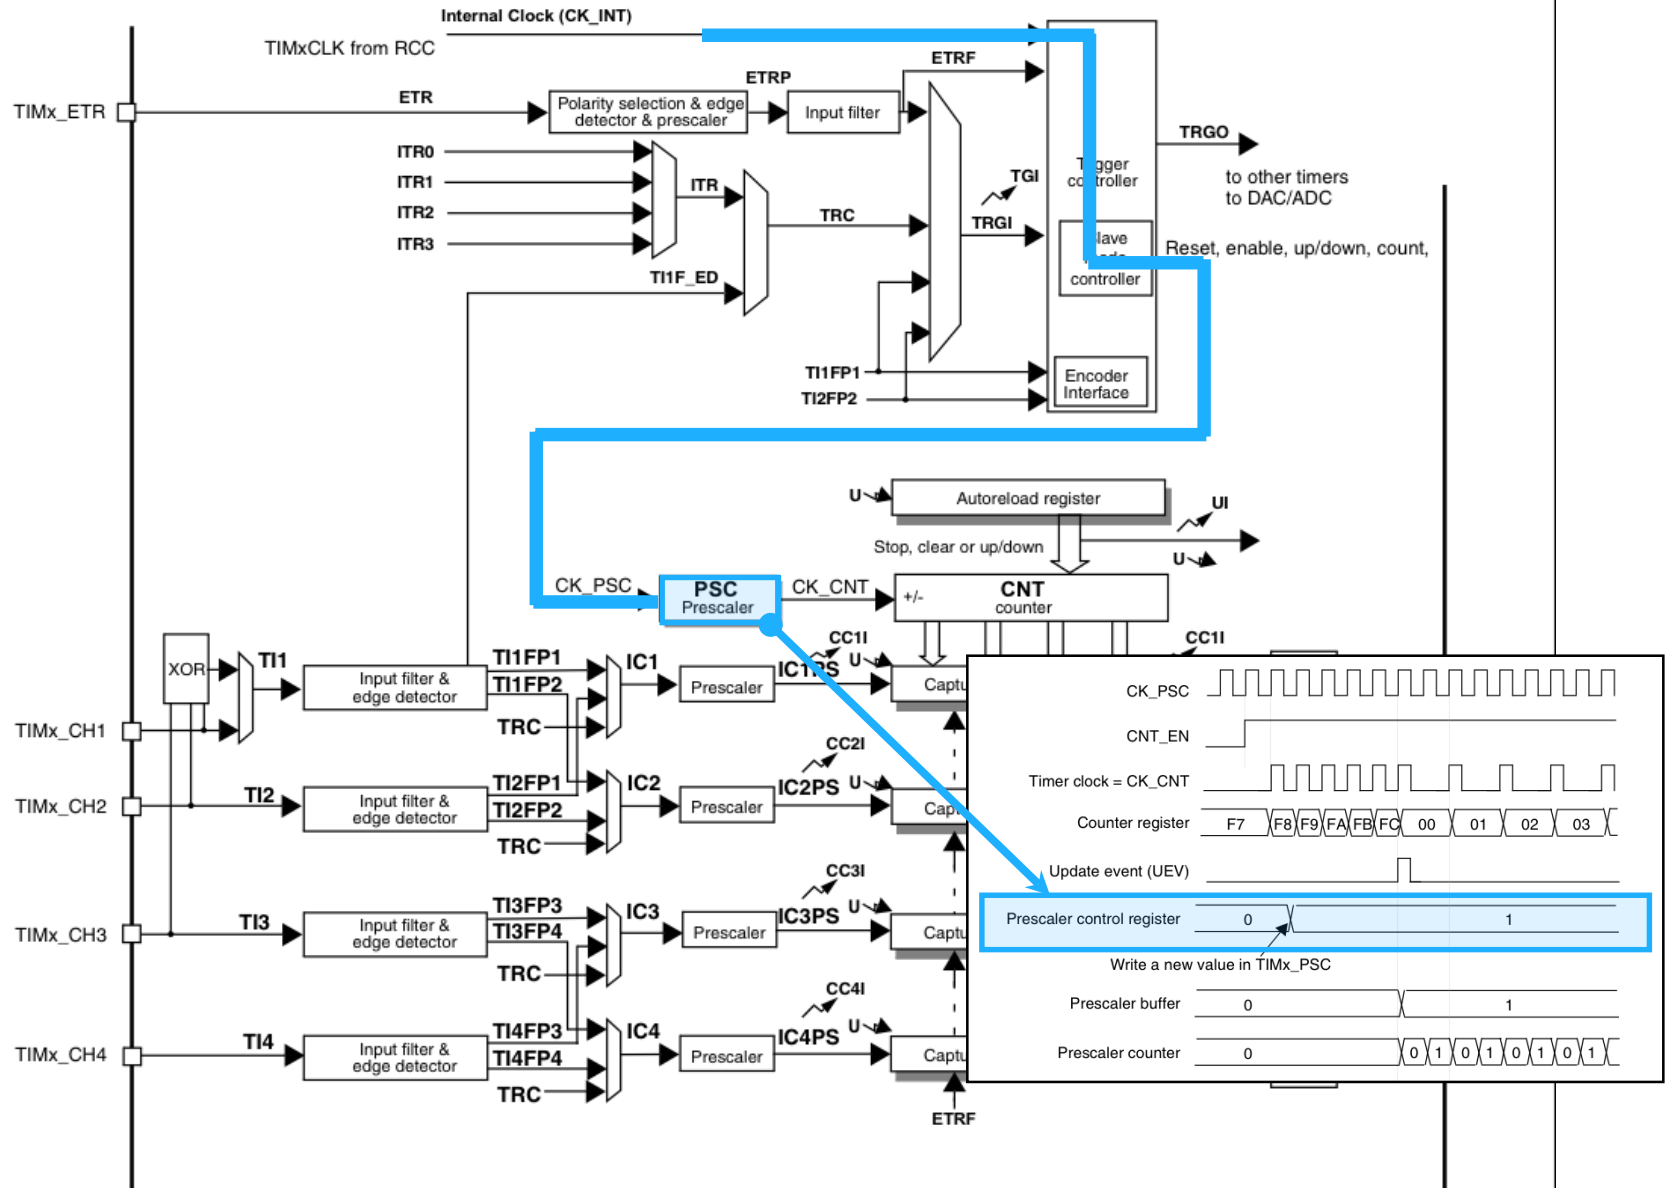 Internal Clock (CK_INT)
TIMxCLK from RCC
ETRF
ETRP
TIMx_ETR
ETR
Polarity selection & edge
detector & prescaler
Input filter
TRGO
ITR0
ITR1
ITR2
ITR3
ITR
TRC
TGI
TRGI
controller
to other timers
to DAC/ADC
Reset, enable, up/down, count,
controller
TI1F_ED
TI1FP1
TI2FP2
Encoder
Interface
U
Autoreload register
UI
Stop, clear or up/down
U
CK_PSC
PSC
Prescaler
CK_CNT
+/-
CNT
counter
XOR
TI1
Input filter &
edge detector
TI1FP1
TI1FP2
TRC
IC1
Prescaler
IC1PS
CC1I
U
CC1I
TIMx_CH1
TIMx_CH2
TI2
Input filter &
edge detector
TI2FP1
TI2FP2
TRC
IC2
Prescaler
IC2PS
CC2I
U
TIMx_CH3
TI3
Input filter &
edge detector
TI3FP3
TI3FP4
TRC
IC3
Prescaler
IC3PS
CC3I
U
TIMx_CH4
TI4
Input filter &
edge detector
TI4FP3
TI4FP4
TRC
IC4
Prescaler
IC4PS
CC4I
U
ETRF
CK_PSC
CNT_EN
Timer clock = CK_CNT
Counter register F7 F8 F9 FA FB FC 00 01 02 03
Update event (UEV)
Prescaler control register 0 1
Write a new value in TIMx_PSC
Prescaler buffer 0 1
Prescaler counter 0 0 1 0 1 0 1 0 1